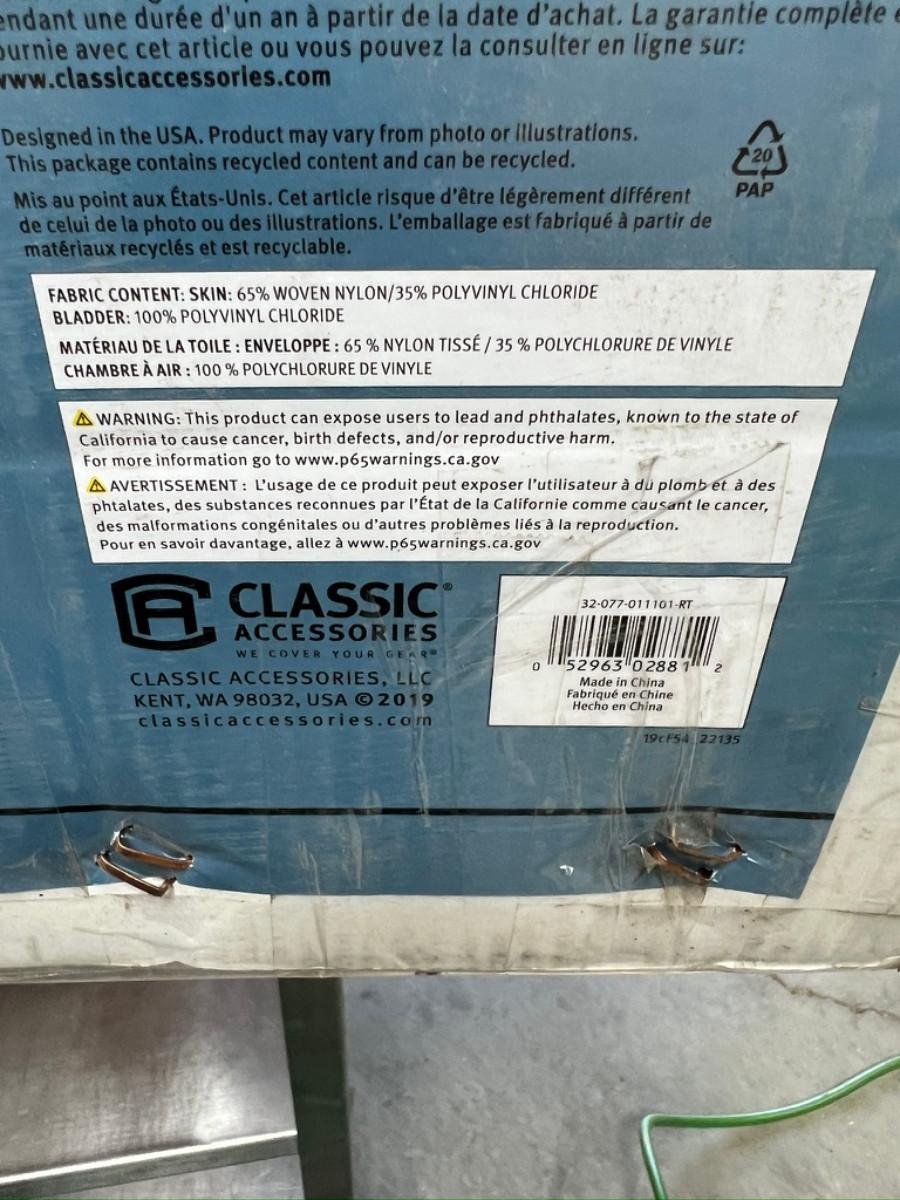 endant une durée d'un an à partir de la date d'achat. La garantie complète
ournie avec cet article ou vous pouvez la consulter en ligne sur:
www.classicaccessories.com
Designed in the USA. Product may vary from photo or illustrations.
This package contains recycled content and can be recycled.
20
PAP
Mis au point aux États-Unis. Cet article risque d'être légèrement différent
de celui de la photo ou des illustrations. L'emballage est fabriqué à partir de
matériaux recyclés et est recyclable.
FABRIC CONTENT: SKIN: 65% WOVEN NYLON/35% POLYVINYL CHLORIDE
BLADDER: 100% POLYVINYL CHLORIDE
MATÉRIAU DE LA TOILE : ENVELOPPE : 65 % NYLON TISSÉ / 35 % POLYCHLORURE DE VINYLE
CHAMBRE À AIR : 100 % POLYCHLORURE DE VINYLE
WARNING: This product can expose users to lead and phthalates, known to the state of
California to cause cancer, birth defects, and/or reproductive harm.
For more information go to www.p65warnings.ca.gov
AVERTISSEMENT : L'usage de ce produit peut exposer l'utilisateur à du plomb et à des
phtalates, des substances reconnues par l'État de la Californie comme causant le cancer,
des malformations congénitales ou d'autres problèmes liés à la reproduction.
Pour en savoir davantage, allez à www.p65warnings.ca.gov
CLASSIC®
ACCESSORIES
WE COVER YOUR GEAR®
CLASSIC ACCESSORIES, LLC
KENT, WA 98032, USA ©2019
classicaccessories.com
32-077-011101-RT
0 52963 02881 2
Made in China
Fabriqué en Chine
Hecho en China
19cF54 22135